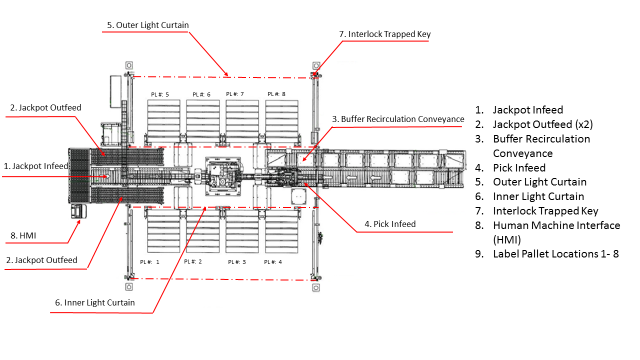 5. Outer Light Curtain
7. Interlock Trapped Key
PL#: 5
PL#: 6
PL#: 7
PL#: 8
2. Jackpot Outfeed
3. Buffer Recirculation Conveyance
1. Jackpot Infeed
4. Pick Infeed
8. HMI
2. Jackpot Outfeed
PL#: 1
PL#: 2
PL#: 3
PL#: 4
6. Inner Light Curtain
1. Jackpot Infeed
2. Jackpot Outfeed (x2)
3. Buffer Recirculation
Conveyance
4. Pick Infeed
5. Outer Light Curtain
6. Inner Light Curtain
7. Interlock Trapped Key
8. Human Machine Interface
(HMI)
9. Label Pallet Locations 1- 8